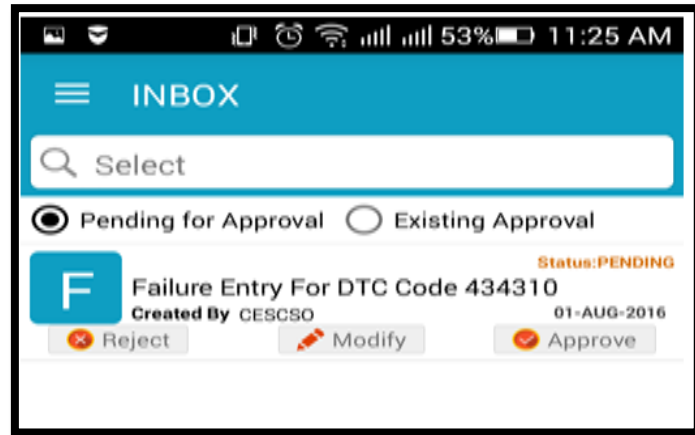 53% 11:25 AM
INBOX
Select
Pending for Approval Existing Approval
Status:PENDING
F Failure Entry For DTC Code 434310
Created By CESCSO 01-AUG-2016
Reject Modify Approve